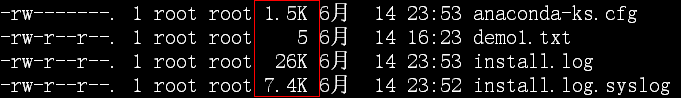 -rw-------. 1 root root 1.5K 6月 14 23:53 anaconda-ks.cfg
-rw-r--r--. 1 root root 5 6月 14 16:23 demo1.txt
-rw-r--r--. 1 root root 26K 6月 14 23:53 install.log
-rw-r--r--. 1 root root 7.4K 6月 14 23:52 install.log.syslog